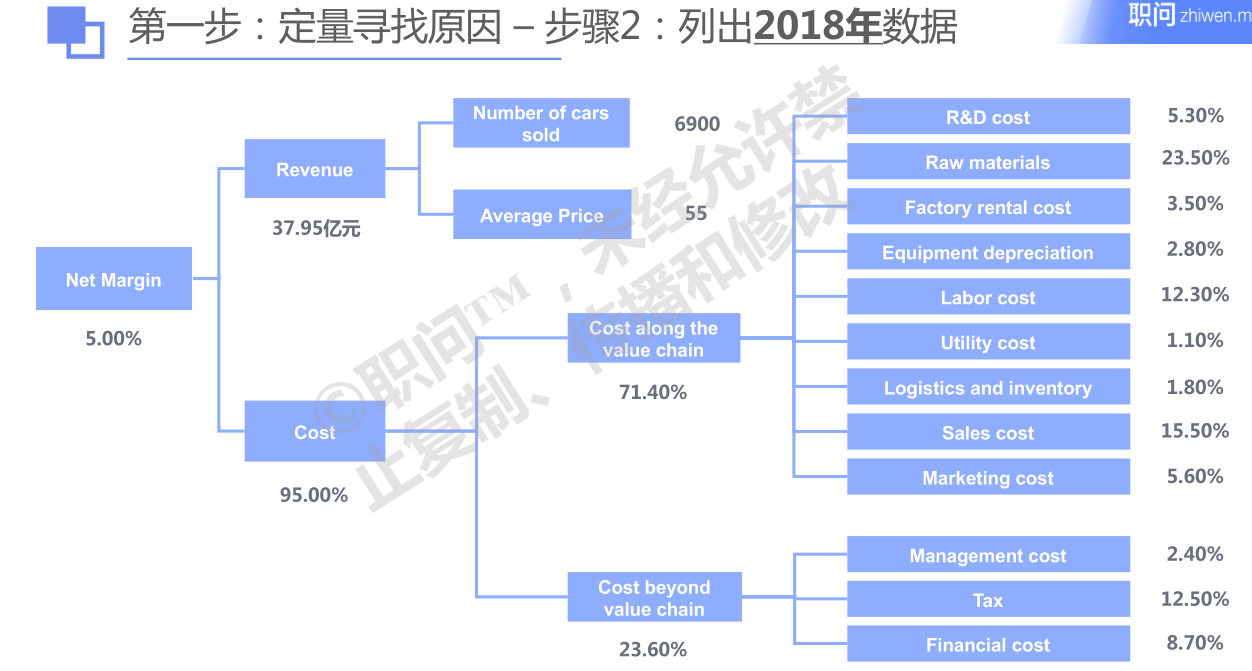 第一步：定量寻找原因 – 步骤2：列出2018年数据
职问 zhiwen.m
Net Margin
5.00%
Revenue
37.95亿元
Cost
95.00%
Number of cars
sold
6900
Average Price
55
Cost along the
value chain
71.40%
Cost beyond
value chain
23.60%
R&D cost
5.30%
Raw materials
23.50%
Factory rental cost
3.50%
Equipment depreciation
2.80%
Labor cost
12.30%
Utility cost
1.10%
Logistics and inventory
1.80%
Sales cost
15.50%
Marketing cost
5.60%
Management cost
2.40%
Tax
12.50%
Financial cost
8.70%
©职问™，未经允许禁
止复制、传播和修改